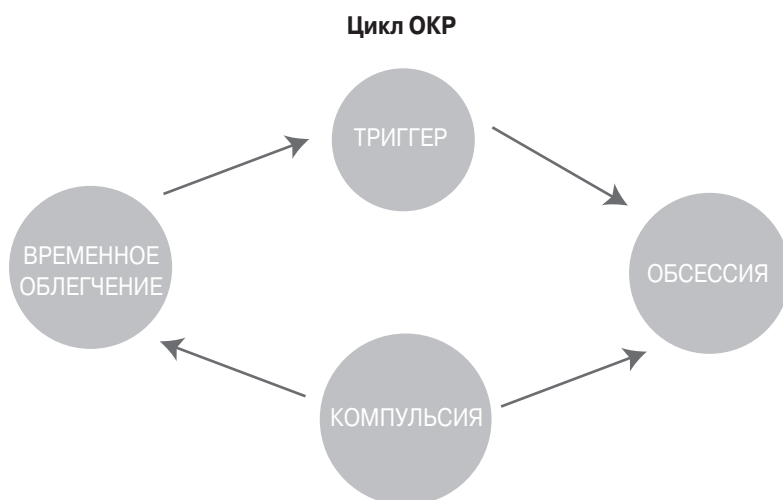 Цикл ОКР
ТРИГГЕР
ВРЕМЕННОЕ
ОБЛЕГЧЕНИЕ
ОБСЕССИЯ
КОМПУЛЬСИЯ